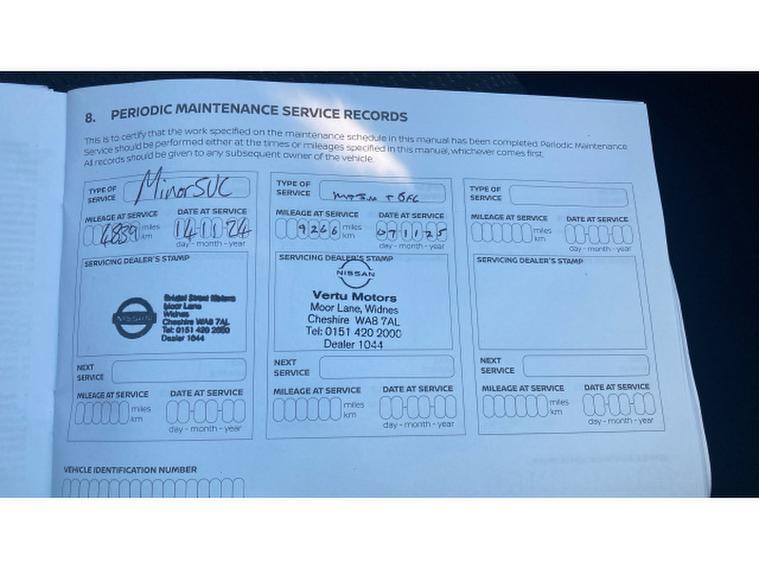 8. PERIODIC MAINTENANCE SERVICE RECORDS
This is to certify that the work specified on the maintenance schedule in this manual has been completed. Periodic Maintenance
Service should be performed either at the times or mileages specified in this manual, whichever comes first.
All records should be given to any subsequent owner of the vehicle.
TYPE OF SERVICE Minor SVC
MILEAGE AT SERVICE DATE AT SERVICE
4839 miles km 14 11 24
day - month - year
SERVICING DEALER'S STAMP
NISSAN
Bristol Street Motors
Moor Lane
Widnes
Cheshire WA8 7AL
Tel: 0151 420 2000
Dealer 1044
NEXT SERVICE
MILEAGE AT SERVICE DATE AT SERVICE
miles km
day - month - year
TYPE OF SERVICE
MILEAGE AT SERVICE DATE AT SERVICE
9266 miles km 07 11 25
day - month - year
SERVICING DEALER'S STAMP
NISSAN
Vertu Motors
Moor Lane, Widnes
Cheshire WA8 7AL
Tel: 0151 420 2000
Dealer 1044
NEXT SERVICE
MILEAGE AT SERVICE DATE AT SERVICE
miles km
day - month - year
TYPE OF SERVICE
MILEAGE AT SERVICE DATE AT SERVICE
miles km
day - month - year
SERVICING DEALER'S STAMP
NEXT SERVICE
MILEAGE AT SERVICE DATE AT SERVICE
miles km
day - month - year
VEHICLE IDENTIFICATION NUMBER